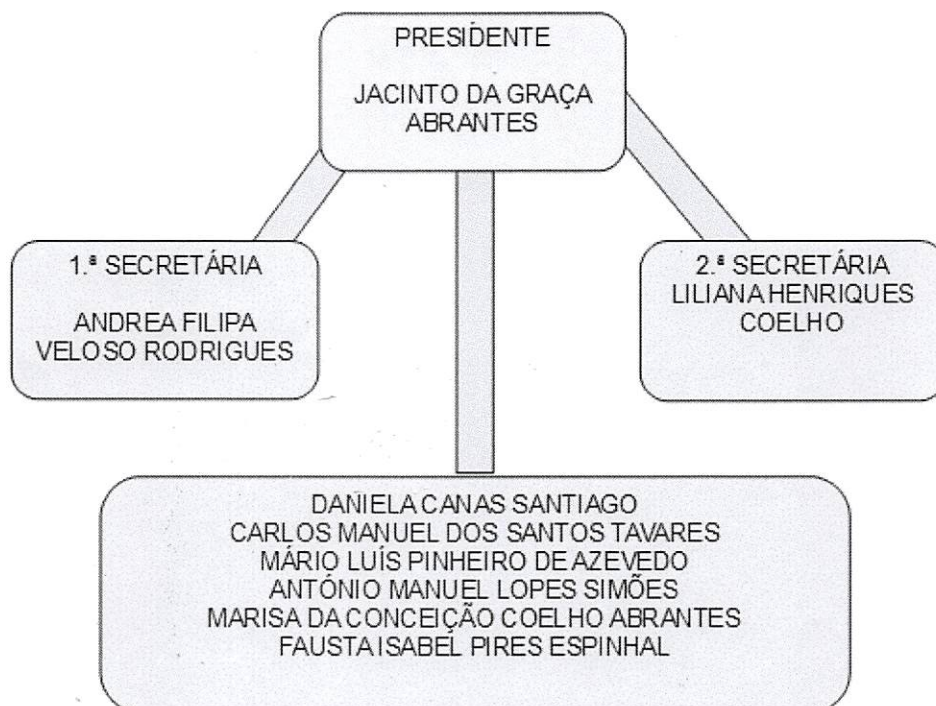 PRESIDENTE
JACINTO DA GRAÇA
ABRANTES
1.ª SECRETÁRIA
ANDREA FILIPA
VELOSO RODRIGUES
2.ª SECRETÁRIA
LILIANA HENRIQUES
COELHO
DANIELA CANAS SANTIAGO
CARLOS MANUEL DOS SANTOS TAVARES
MÁRIO LUÍS PINHEIRO DE AZEVEDO
ANTÓNIO MANUEL LOPES SIMÕES
MARISA DA CONCEIÇÃO COELHO ABRANTES
FAUSTA ISABEL PIRES ESPINHAL